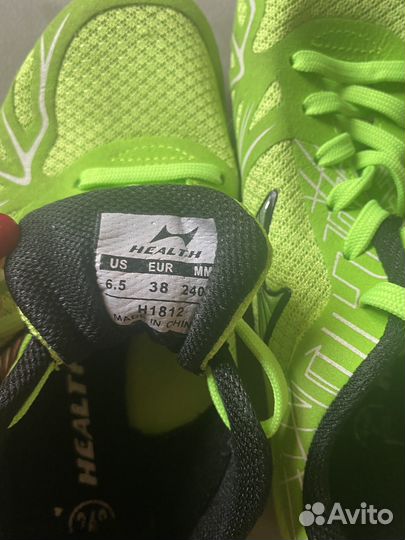 HEALTH
US EUR MM
6.5 38 240
H1812
MADE IN CHINA
HEALTH
Avito